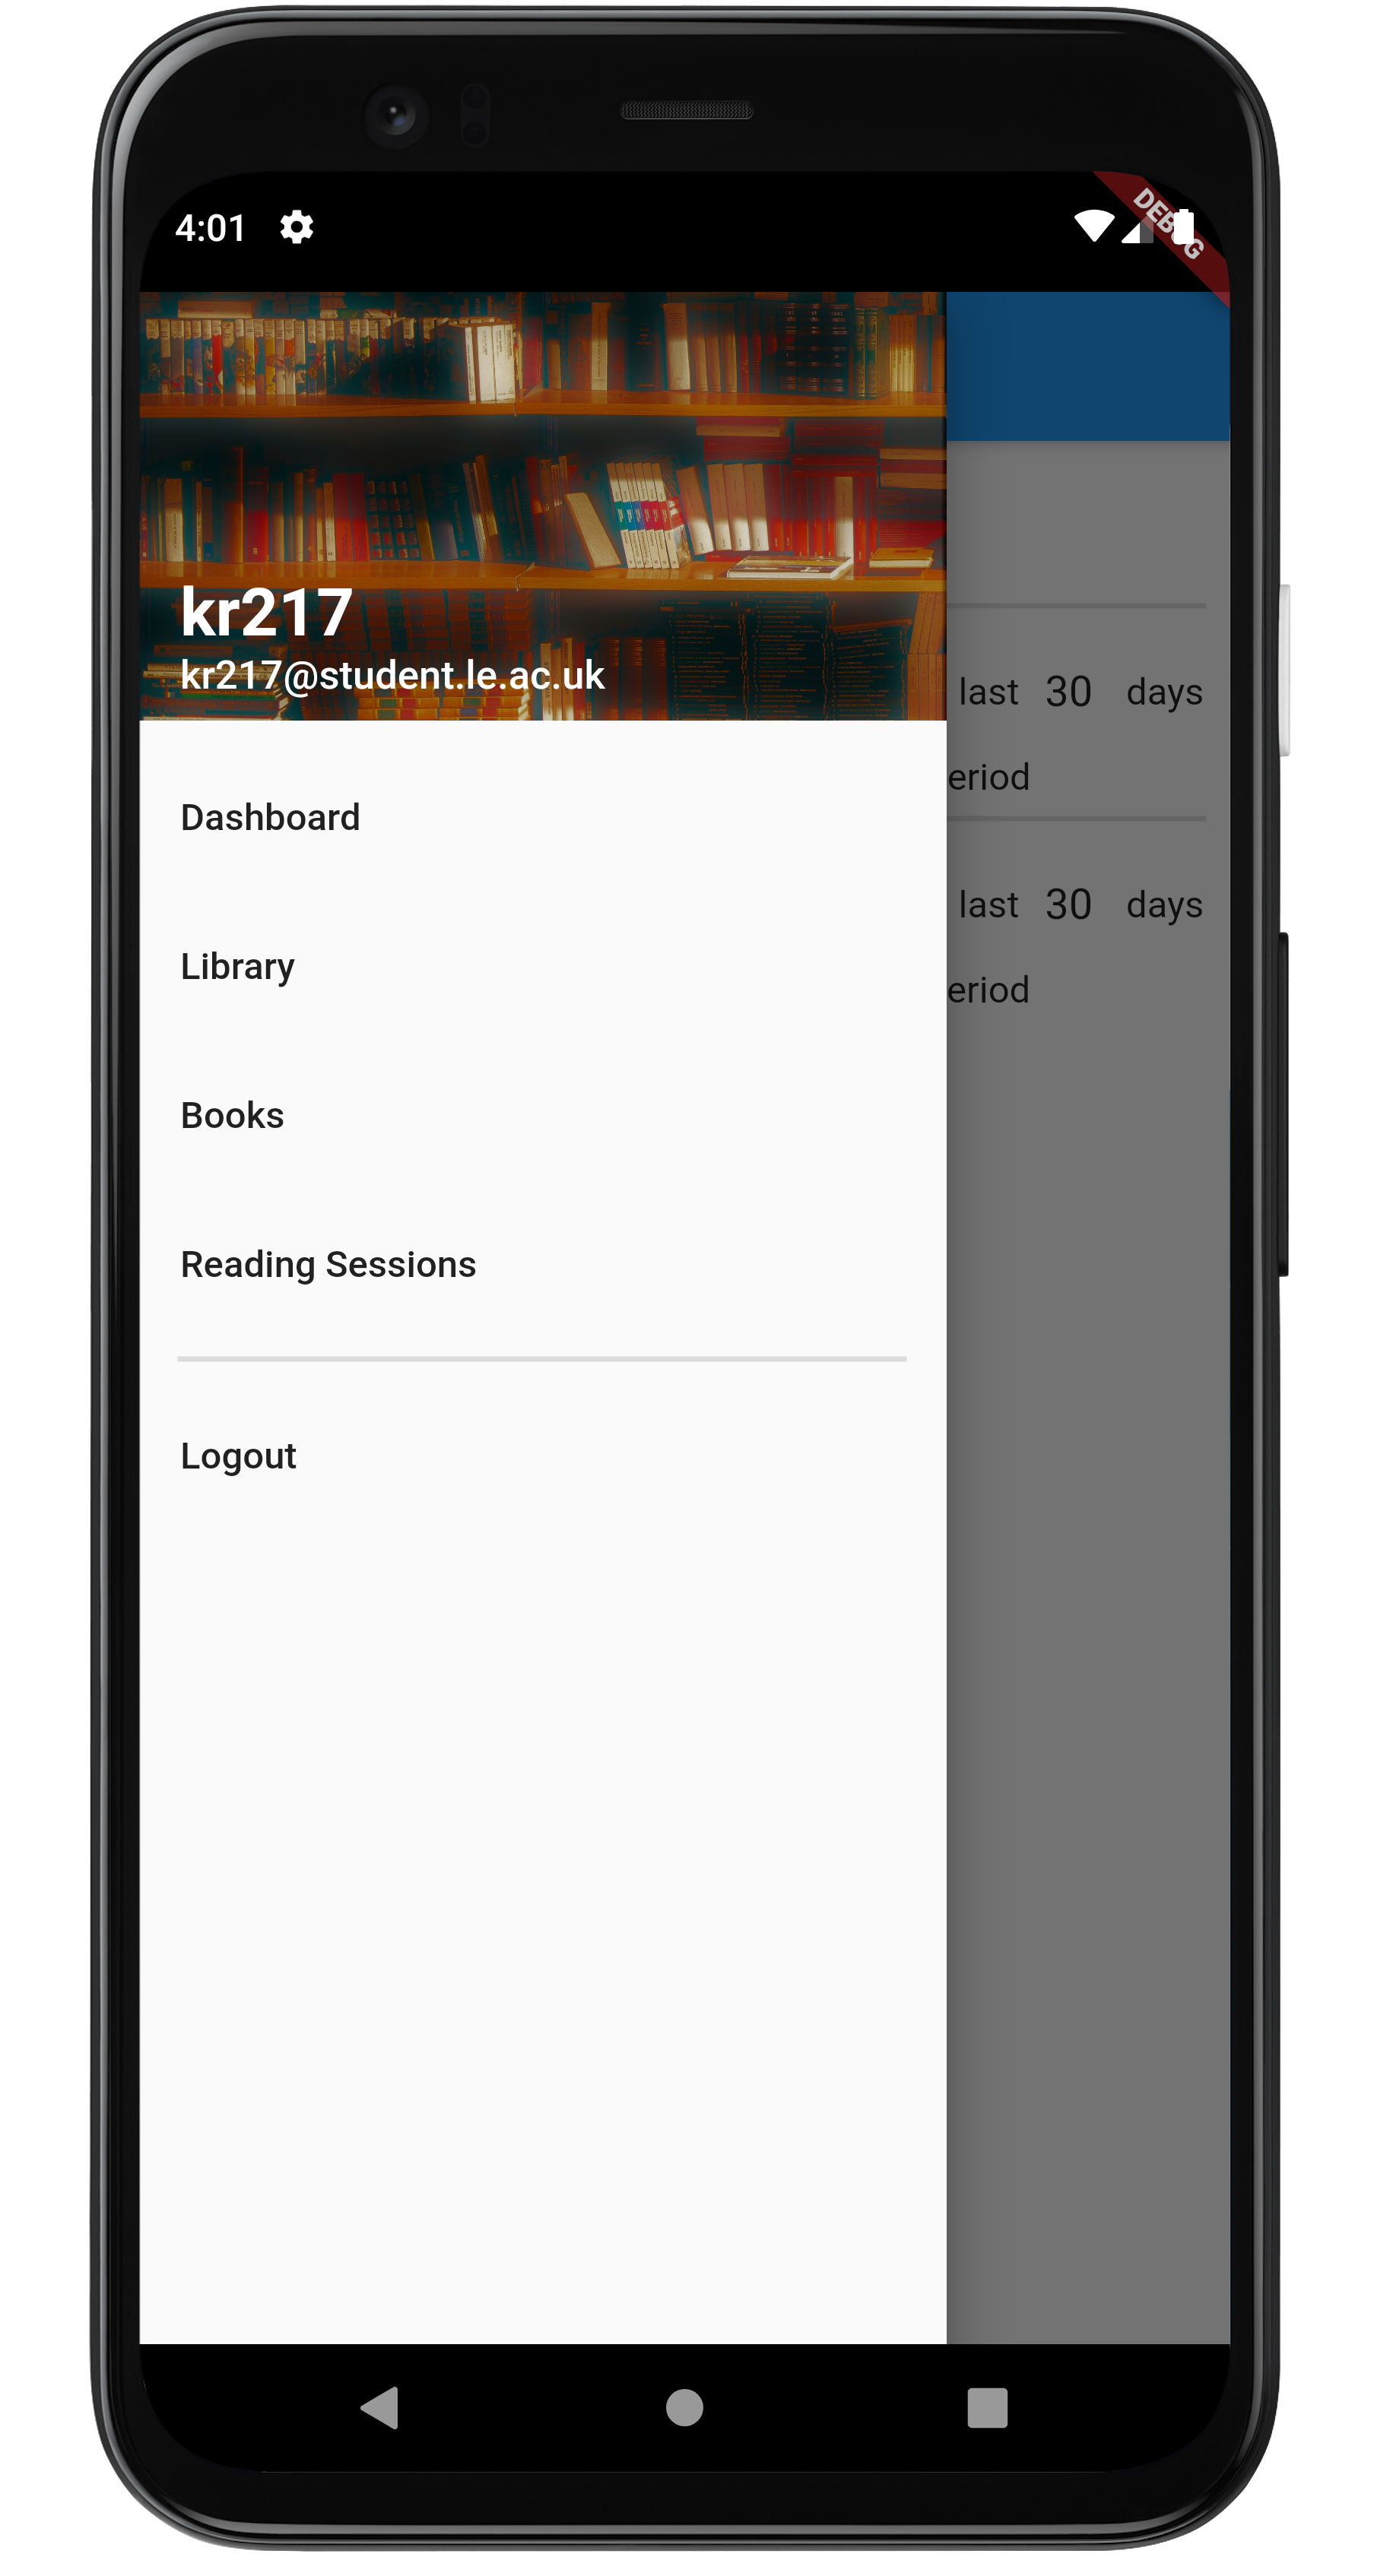 4:01
DEBUG
kr217
kr217@student.le.ac.uk
last 30 days
eriod
last 30 days
eriod
Dashboard
Library
Books
Reading Sessions
Logout